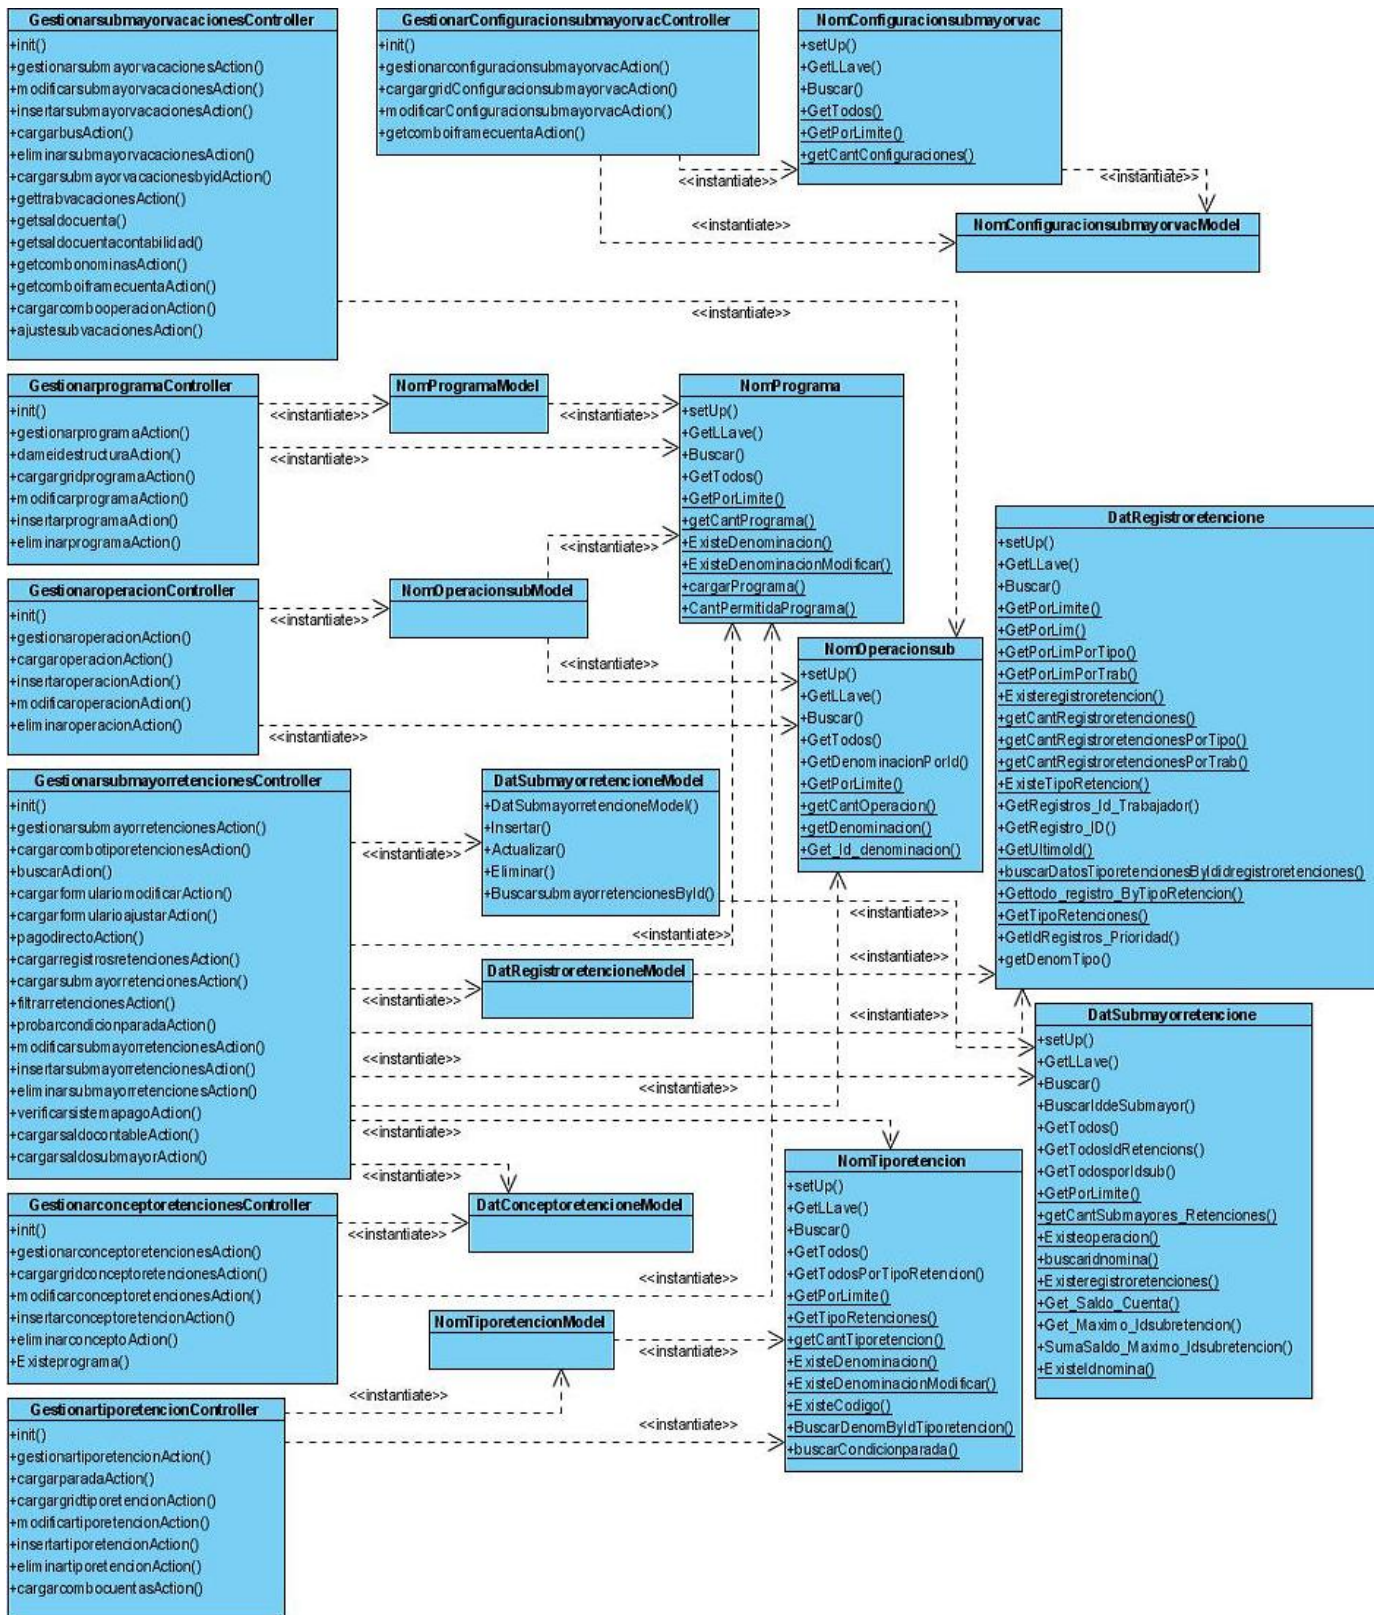 GestionarsubmayorvacacionesController
+init()
+gestionarsubmayorvacacionesAction()
+modificarsubmayorvacacionesAction()
+insertarsubmayorvacacionesAction()
+cargarbusAction()
+eliminarsubmayorvacacionesAction()
+cargarsubmayorvacacionesbyidAction()
+gettrabvacacionesAction()
+getsaldocuenta()
+getsaldocuentacontabilidad()
+getcombonominasAction()
+getcomboiframecuentaAction()
+cargarcombooperacionAction()
+ajustesubvacacionesAction()
GestionarConfiguracionsubmayorvacController
+init()
+gestionarconfiguracionsubmayorvacAction()
+cargargridConfiguracionsubmayorvacAction()
+modificarConfiguracionsubmayorvacAction()
+getcomboiframecuentaAction()
NomConfiguracionsubmayorvac
+setUp()
+GetLLave()
+Buscar()
+GetTodos()
+GetPorLimite()
+getCantConfiguraciones()
<<instantiate>>
<<instantiate>>
<<instantiate>>
NomConfiguracionsubmayorvacModel
<<instantiate>>
GestionarprogramaController
+init()
+gestionarprogramaAction()
+dameidestructuraAction()
+cargargridprogramaAction()
+modificarprogramaAction()
+insertarprogramaAction()
+eliminarprogramaAction()
<<instantiate>>
NomProgramaModel
<<instantiate>>
<<instantiate>>
NomPrograma
+setUp()
+GetLLave()
+Buscar()
+GetTodos()
+GetPorLimite()
+getCantPrograma()
+ExisteDenominacion()
+ExisteDenominacionModificar()
+cargarPrograma()
+CantPermitidaPrograma()
GestionaroperacionController
+init()
+gestionaroperacionAction()
+cargaroperacionAction()
+insertaroperacionAction()
+modificaroperacionAction()
+eliminaroperacionAction()
<<instantiate>>
NomOperacionsubModel
<<instantiate>>
<<instantiate>>
<<instantiate>>
NomOperacionsub
+setUp()
+GetLLave()
+Buscar()
+GetTodos()
+GetDenominacionPorId()
+GetPorLimite()
+getCantOperacion()
+getDenominacion()
+Get_Id_denominacion()
DatRegistroretencione
+setUp()
+GetLLave()
+Buscar()
+GetPorLimite()
+GetPorLim()
+GetPorLimPorTipo()
+GetPorLimPorTrab()
+Existeregistroretencion()
+getCantRegistroretenciones()
+getCantRegistroretencionesPorTipo()
+getCantRegistroretencionesPorTrab()
+ExisteTipoRetencion()
+GetRegistros_Id_Trabajador()
+GetRegistro_ID()
+GetUltimoId()
+buscarDatosTiporetencionesByIdidregistroretenciones()
+Gettodo_registro_ByTipoRetencion()
+GetTipoRetenciones()
+GetIdRegistros_Prioridad()
+getDenomTipo()
GestionarsubmayorretencionesController
+init()
+gestionarsubmayorretencionesAction()
+cargarcombotiporetencionesAction()
+buscarAction()
+cargarformulariomodificarAction()
+cargarformularioajustarAction()
+pagodirectoAction()
+cargarregistrosretencionesAction()
+cargarsubmayorretencionesAction()
+filtrarretencionesAction()
+probarcondicionparadaAction()
+modificarsubmayorretencionesAction()
+insertarsubmayorretencionesAction()
+eliminarsubmayorretencionesAction()
+verificarsistemapagoAction()
+cargarsaldocontableAction()
+cargarsaldosubmayorAction()
<<instantiate>>
DatSubmayorretencioneModel
+DatSubmayorretencioneModel()
+Insertar()
+Actualizar()
+Eliminar()
+BuscarsubmayorretencionesById()
<<instantiate>>
<<instantiate>>
DatRegistroretencioneModel
<<instantiate>>
<<instantiate>>
<<instantiate>>
<<instantiate>>
<<instantiate>>
<<instantiate>>
<<instantiate>>
<<instantiate>>
DatSubmayorretencione
+setUp()
+GetLLave()
+Buscar()
+BuscarIddeSubmayor()
+GetTodos()
+GetTodosIdRetencions()
+GetTodosporIdsub()
+GetPorLimite()
+getCantSubmayores_Retenciones()
+Existeoperacion()
+buscaridnomina()
+Existeregistroretenciones()
+Get_Saldo_Cuenta()
+Get_Maximo_Idsubretencion()
+SumaSaldo_Maximo_Idsubretencion()
+ExisteIdnomina()
GestionarconceptoretencionesController
+init()
+gestionarconceptoretencionesAction()
+cargargridconceptoretencionesAction()
+modificarconceptoretencionesAction()
+insertarconceptoretencionAction()
+eliminarconceptoAction()
+Existeprograma()
<<instantiate>>
DatConceptoretencioneModel
<<instantiate>>
NomTiporetencionModel
<<instantiate>>
NomTiporetencion
+setUp()
+GetLLave()
+Buscar()
+GetTodos()
+GetTodosPorTipoRetencion()
+GetPorLimite()
+GetTipoRetenciones()
+getCantTiporetencion()
+ExisteDenominacion()
+ExisteDenominacionModificar()
+ExisteCodigo()
+BuscarDenomByIdTiporetencion()
+buscarCondicionparada()
<<instantiate>>
<<instantiate>>
GestionartiporetencionController
+init()
+gestionartiporetencionAction()
+cargarparadaAction()
+cargargridtiporetencionAction()
+modificartiporetencionAction()
+insertartiporetencionAction()
+eliminartiporetencionAction()
+cargarcombocuentasAction()